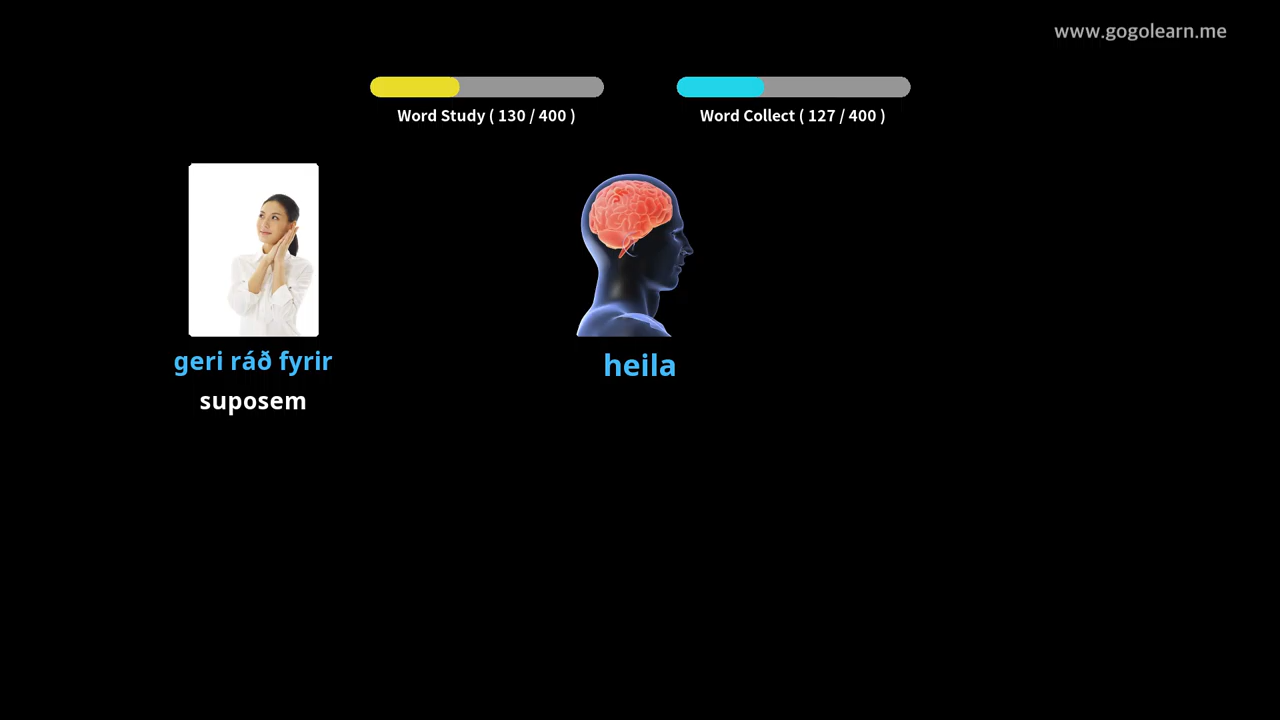 www.gogolearn.me
Word Study ( 130 / 400 )
Word Collect ( 127 / 400 )
geri ráð fyrir
suposem
heila